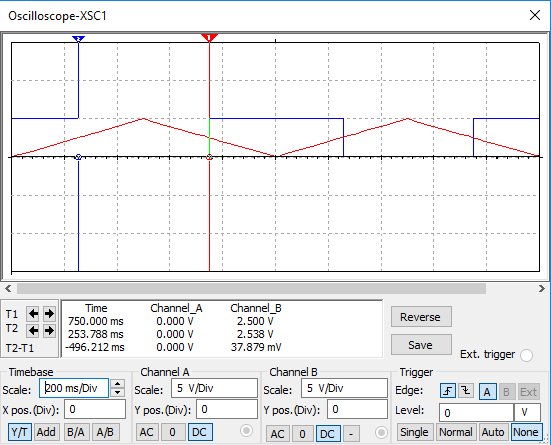 Oscilloscope-XSC1
2 1
T1 Time Channel_A Channel_B Reverse
T2 750.000 ms 0.000 V 2.500 V
253.788 ms 0.000 V 2.538 V
T2-T1 -496.212 ms 0.000 V 37.879 mV Save Ext. trigger
Timebase Channel A Channel B Trigger
Scale: 200 ms/Div Scale: 5 V/Div Scale: 5 V/Div Edge: A B Ext
X pos.(Div): 0 Y pos.(Div): 0 Y pos.(Div): 0 Level: 0 V
Y/T Add B/A A/B AC 0 DC AC 0 DC - Single Normal Auto None